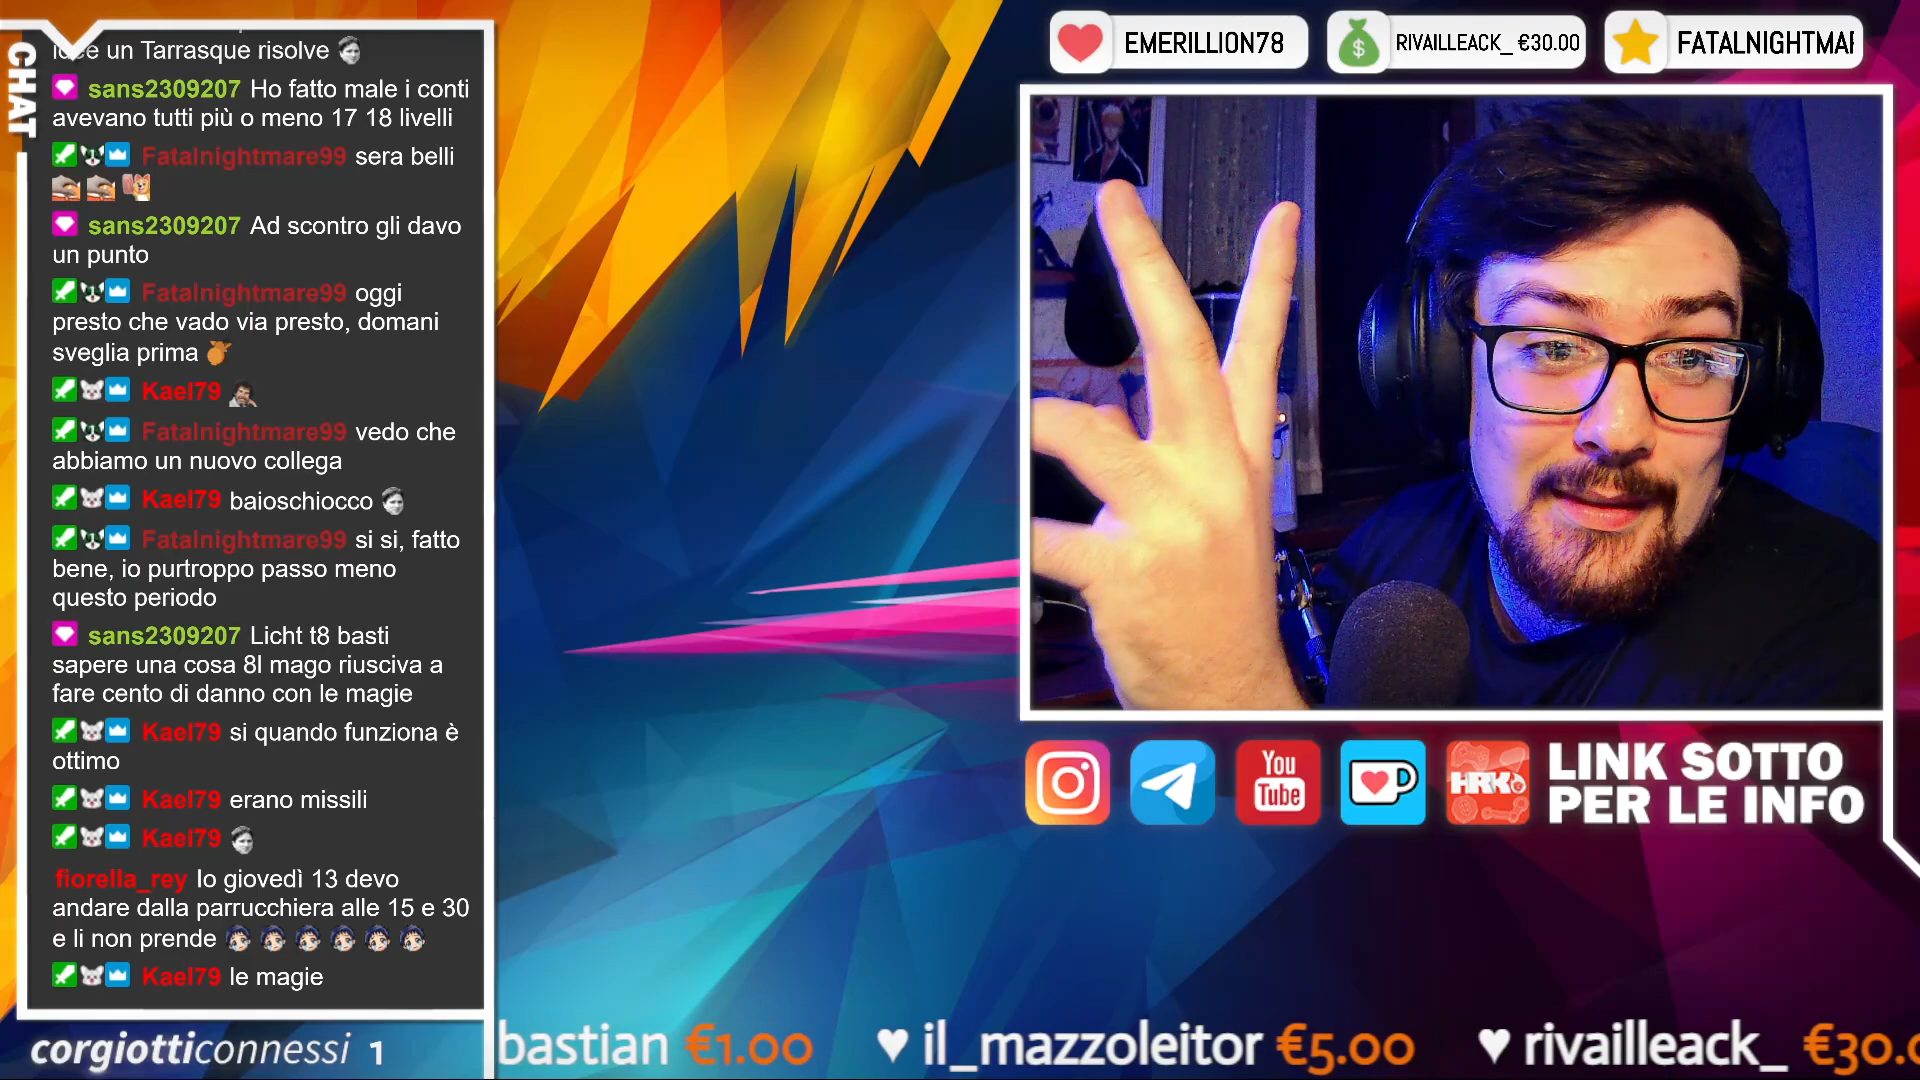 CHAT
un Tarrasque risolve
sans2309207 Ho fatto male i conti
avevano tutti più o meno 17 18 livelli
Fatalnightmare99 sera belli
sans2309207 Ad scontro gli davo
un punto
Fatalnightmare99 oggi
presto che vado via presto, domani
sveglia prima
Kael79
Fatalnightmare99 vedo che
abbiamo un nuovo collega
Kael79 baioschiocco
Fatalnightmare99 si si, fatto
bene, io purtroppo passo meno
questo periodo
sans2309207 Licht t8 basti
sapere una cosa 8l mago riusciva a
fare cento di danno con le magie
Kael79 si quando funziona è
ottimo
Kael79 erano missili
Kael79
fiorella_rey Io giovedì 13 devo
andare dalla parrucchiera alle 15 e 30
e li non prende
Kael79 le magie
corgiotticonnessi 1
EMERILLION78
RIVAILLEACK_ €30.00
FATALNIGHTMAR
You
Tube
HRK
LINK SOTTO
PER LE INFO
bastian €1.00 ♥ il_mazzoleitor €5.00 ♥ rivailleack_ €30.0